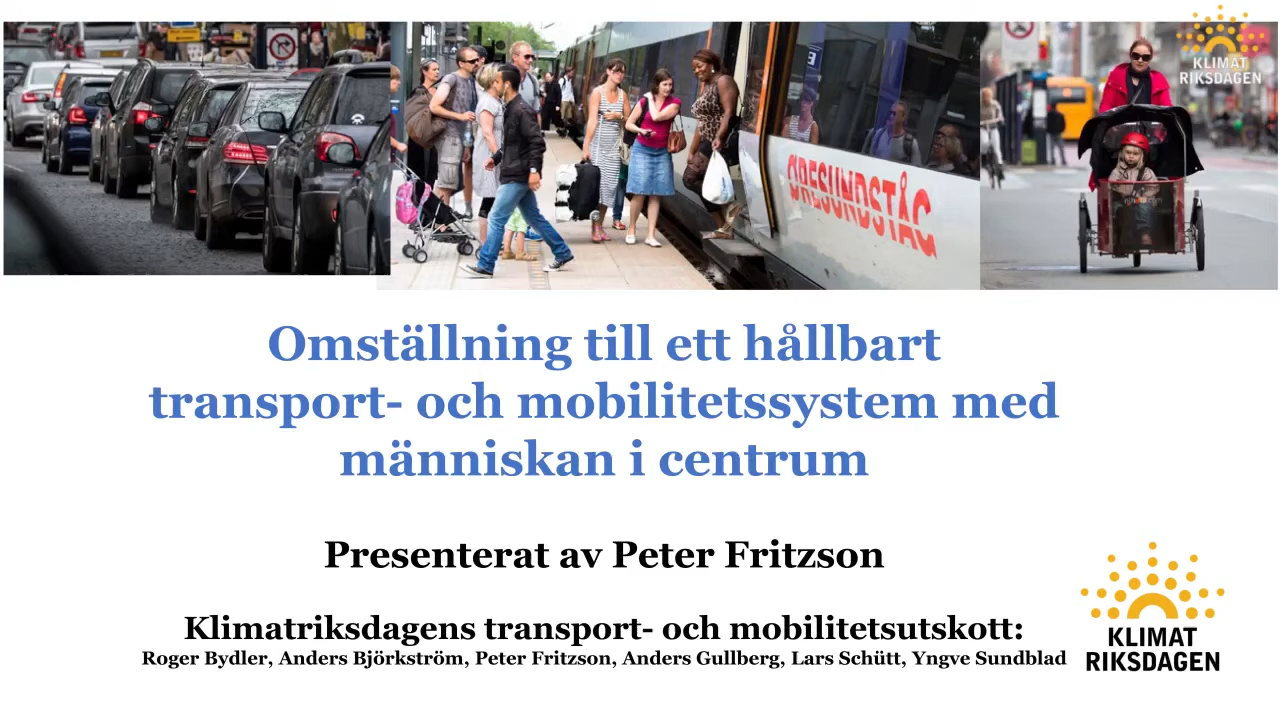 KLIMAT
RIKSDAGEN
ØRESUNDSTÅG
Omställning till ett hållbart
transport- och mobilitetssystem med
människan i centrum
Presenterat av Peter Fritzson
Klimatriksdagens transport- och mobilitetsutskott:
Roger Bydler, Anders Björkström, Peter Fritzson, Anders Gullberg, Lars Schütt, Yngve Sundblad
KLIMAT
RIKSDAGEN